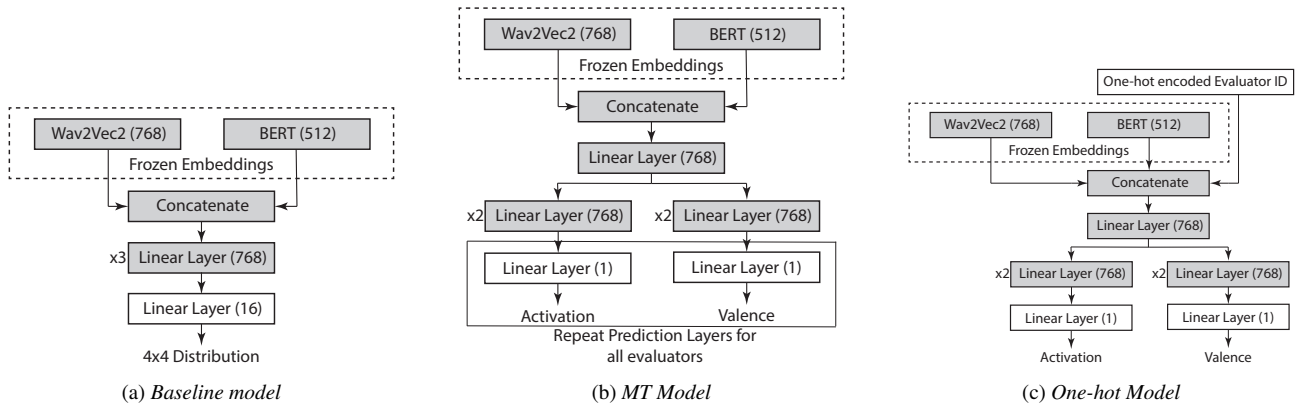 Wav2Vec2 (768)
BERT (512)
Frozen Embeddings
Concatenate
x3
Linear Layer (768)
Linear Layer (16)
4x4 Distribution
(a) Baseline model
Wav2Vec2 (768)
BERT (512)
Frozen Embeddings
Concatenate
Linear Layer (768)
x2
Linear Layer (768)
x2
Linear Layer (768)
Linear Layer (1)
Linear Layer (1)
Activation
Valence
Repeat Prediction Layers for
all evaluators
(b) MT Model
One-hot encoded Evaluator ID
Wav2Vec2 (768)
BERT (512)
Frozen Embeddings
Concatenate
Linear Layer (768)
x2
Linear Layer (768)
x2
Linear Layer (768)
Linear Layer (1)
Linear Layer (1)
Activation
Valence
(c) One-hot Model